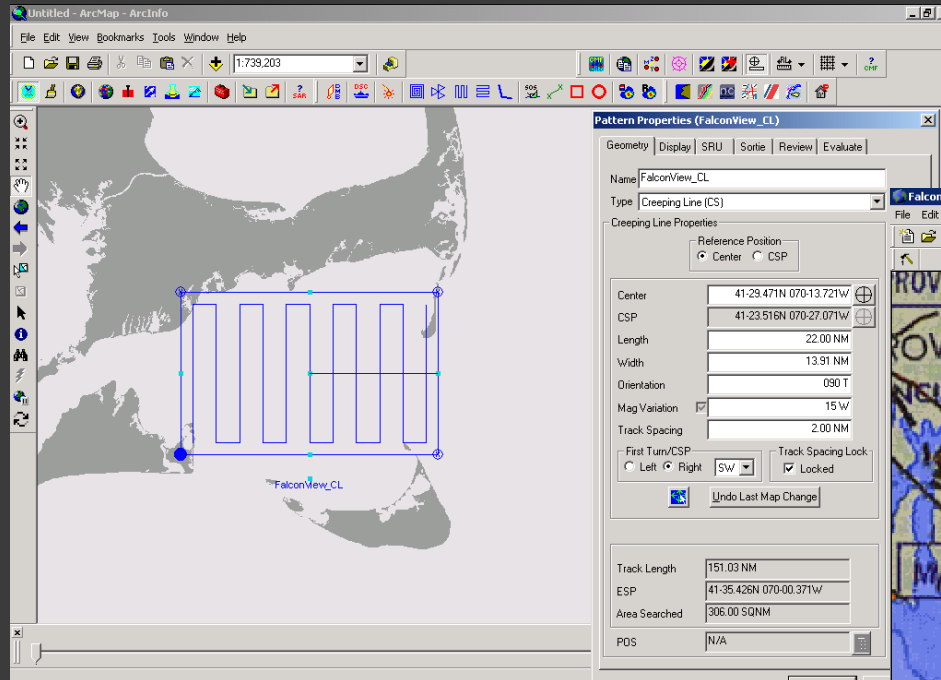 Untitled - ArcMap - ArcInfo
File Edit View Bookmarks Tools Window Help
1:739,203
?
GMF
DSC
?
SAR
SOS
DC
FalconView_CL
Pattern Properties (FalconView_CL)
Geometry Display SRU Sortie Review Evaluate
Name FalconView_CL
Type Creeping Line (CS)
Creeping Line Properties
Reference Position
Center CSP
Center 41-29.471N 070-13.721W
CSP 41-23.516N 070-27.071W
Length 22.00 NM
Width 13.91 NM
Orientation 090 T
Mag Variation 15 W
Track Spacing 2.00 NM
First Turn/CSP
Left Right SW
Track Spacing Lock
Locked
Undo Last Map Change
Track Length 151.03 NM
ESP 41-35.426N 070-00.371W
Area Searched 306.00 SQNM
POS N/A
Falcon
File Edit